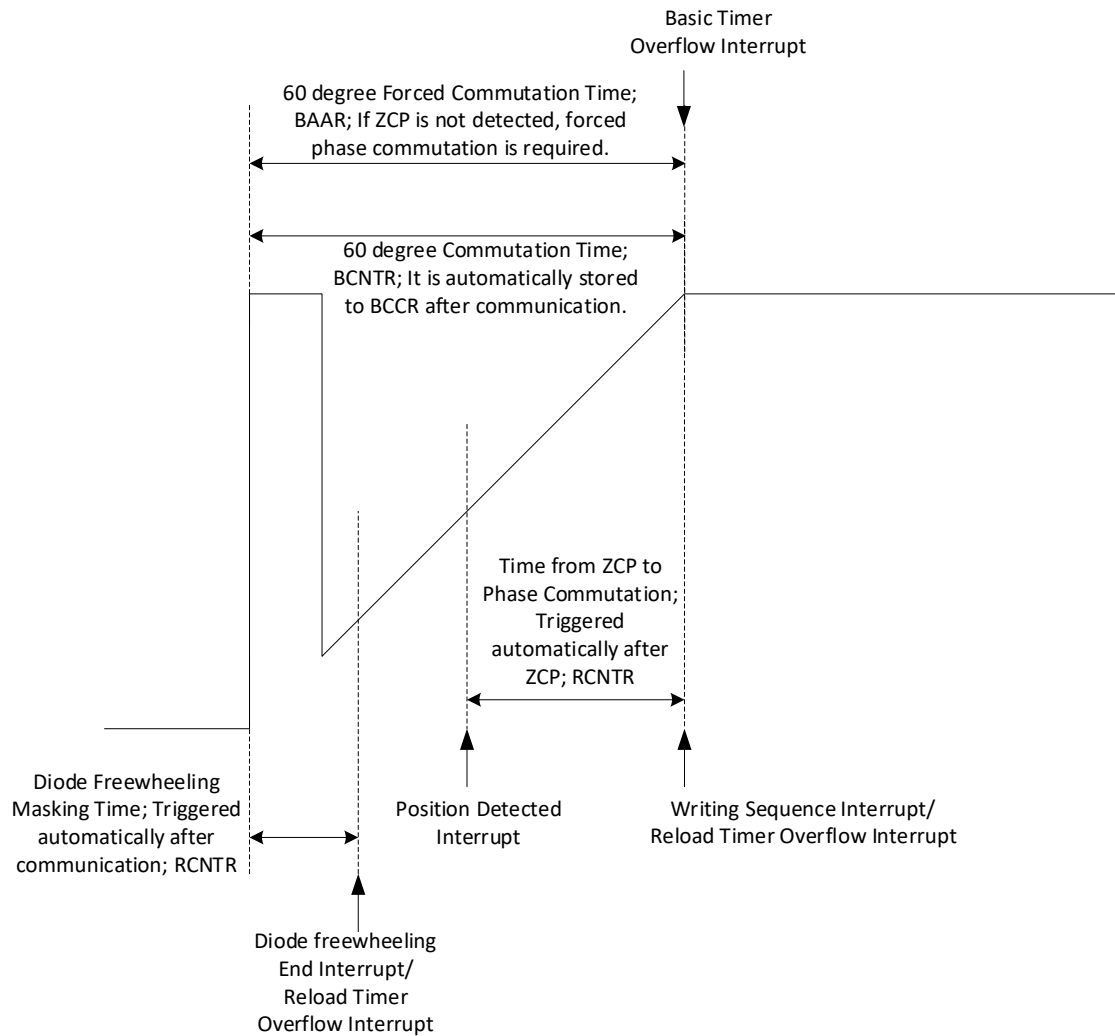 Basic Timer
Overflow Interrupt
60 degree Forced Commutation Time;
BAAR; If ZCP is not detected, forced
phase commutation is required.
60 degree Commutation Time;
BCNTR; It is automatically stored
to BCCR after communication.
Time from ZCP to
Phase Commutation;
Triggered
automatically after
ZCP; RCNTR
Diode Freewheeling
Masking Time; Triggered
automatically after
communication; RCNTR
Position Detected
Interrupt
Writing Sequence Interrupt/
Reload Timer Overflow Interrupt
Diode freewheeling
End Interrupt/
Reload Timer
Overflow Interrupt